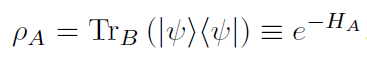 ρ_A = Tr_B (|ψ⟩⟨ψ|) ≡ e^{−H_A}